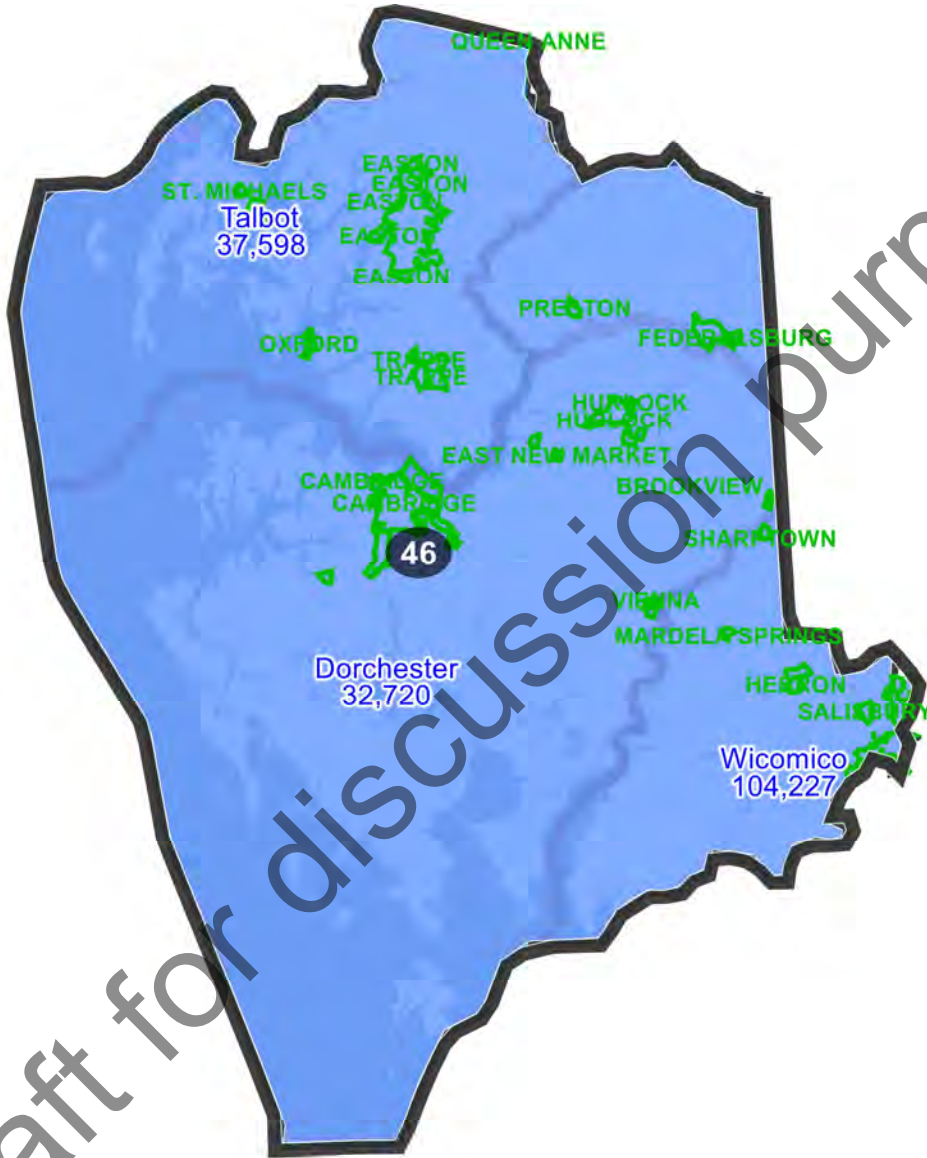 QUEEN ANNE
EASTON
EASTON
ST. MICHAELS
EASTON
Talbot
37,598
EASTON
EASTON
PRESTON
OXFORD
FEDERALSBURG
TRAPPE
TRAPPE
HURLOCK
HURLOCK
EAST NEW MARKET
CAMBRIDGE
BROOKVIEW
CAMBRIDGE
SHARPTOWN
46
VIENNA
MARDELA SPRINGS
Dorchester
32,720
HEBRON
SALISBURY
Wicomico
104,227
aft for discussion purp